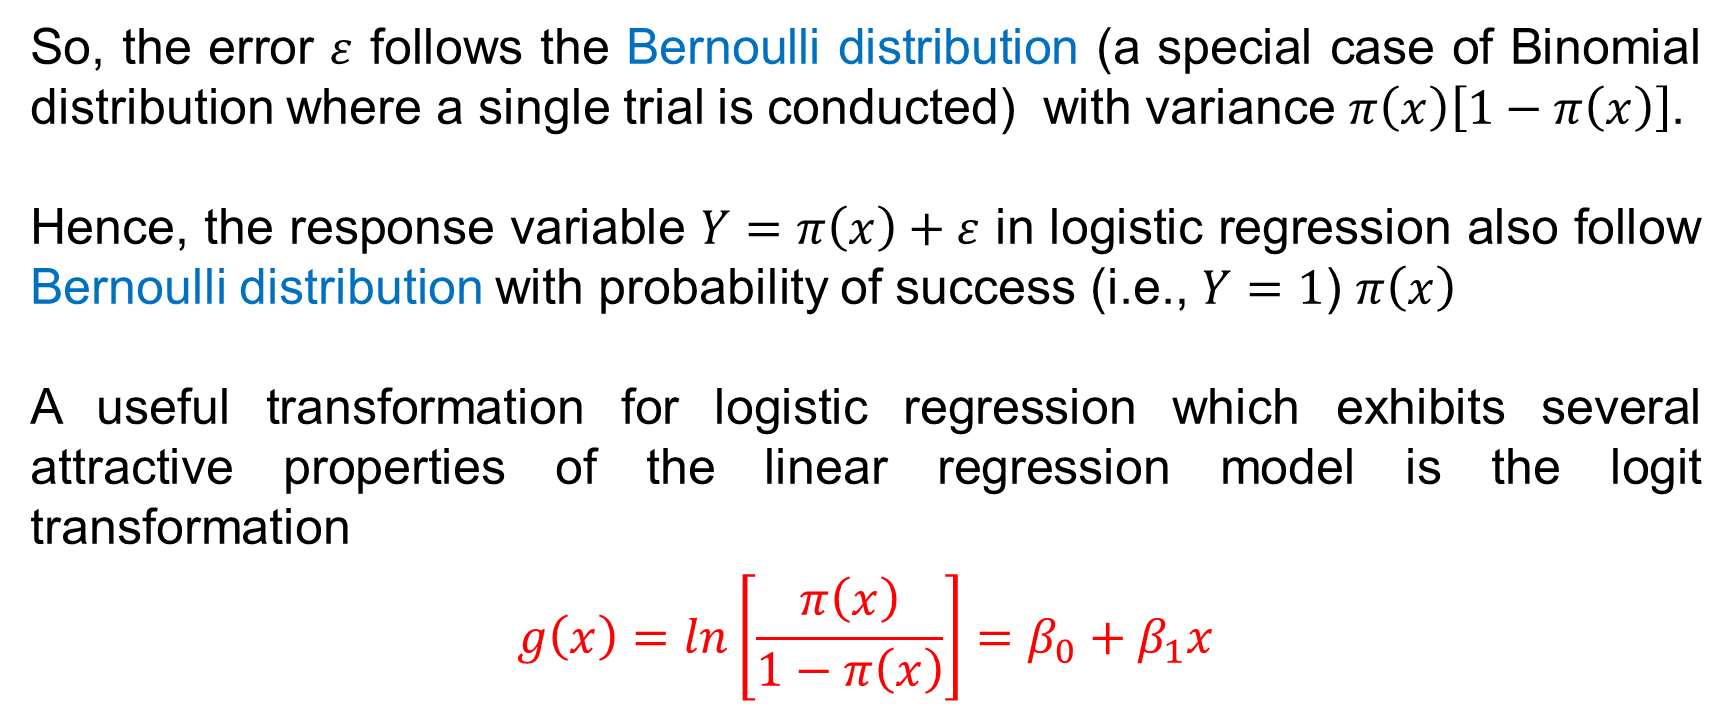 So, the error ε follows the Bernoulli distribution (a special case of Binomial
distribution where a single trial is conducted) with variance π(x)[1 − π(x)].
Hence, the response variable Y = π(x) + ε in logistic regression also follow
Bernoulli distribution with probability of success (i.e., Y = 1) π(x)
A useful transformation for logistic regression which exhibits several
attractive properties of the linear regression model is the logit
transformation
g(x) = ln [π(x) / 1 − π(x)] = β₀ + β₁x